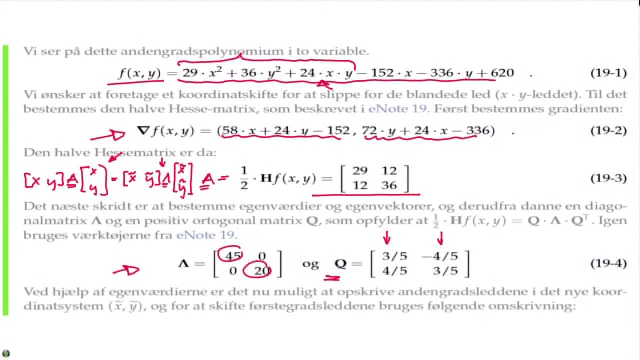 Vi ser på dette andengradspolynomium i to variable.
f(x, y) = 29 · x² + 36 · y² + 24 · x · y − 152 · x − 336 · y + 620 . (19-1)
Vi ønsker at foretage et koordinatskifte for at slippe for de blandede led (x · y-leddet). Til det
bestemmes den halve Hesse-matrix, som beskrevet i eNote 19. Først bestemmes gradienten:
∇f(x, y) = (58 · x + 24 · y − 152, 72 · y + 24 · x − 336) . (19-2)
Den halve Hessematrix er da:
[x y] A [x y] = [x̃ ỹ] Λ [x̃ ỹ] A = 1/2 · Hf(x, y) = [29 12 12 36] (19-3)
Det næste skridt er at bestemme egenværdier og egenvektorer, og derudfra danne en diago-
nalmatrix Λ og en positiv ortogonal matrix Q, som opfylder at ½ · Hf(x, y) = Q · Λ · Qᵀ. Igen
bruges værktøjerne fra eNote 19.
Λ = [45 0 0 20] og Q = [3/5 −4/5 4/5 3/5] (19-4)
Ved hjælp af egenværdierne er det nu muligt at opskrive andengradsleddene i det nye koor-
dinatsystem (x̃, ỹ), og for at skifte førstegradsleddene bruges følgende omskrivning: